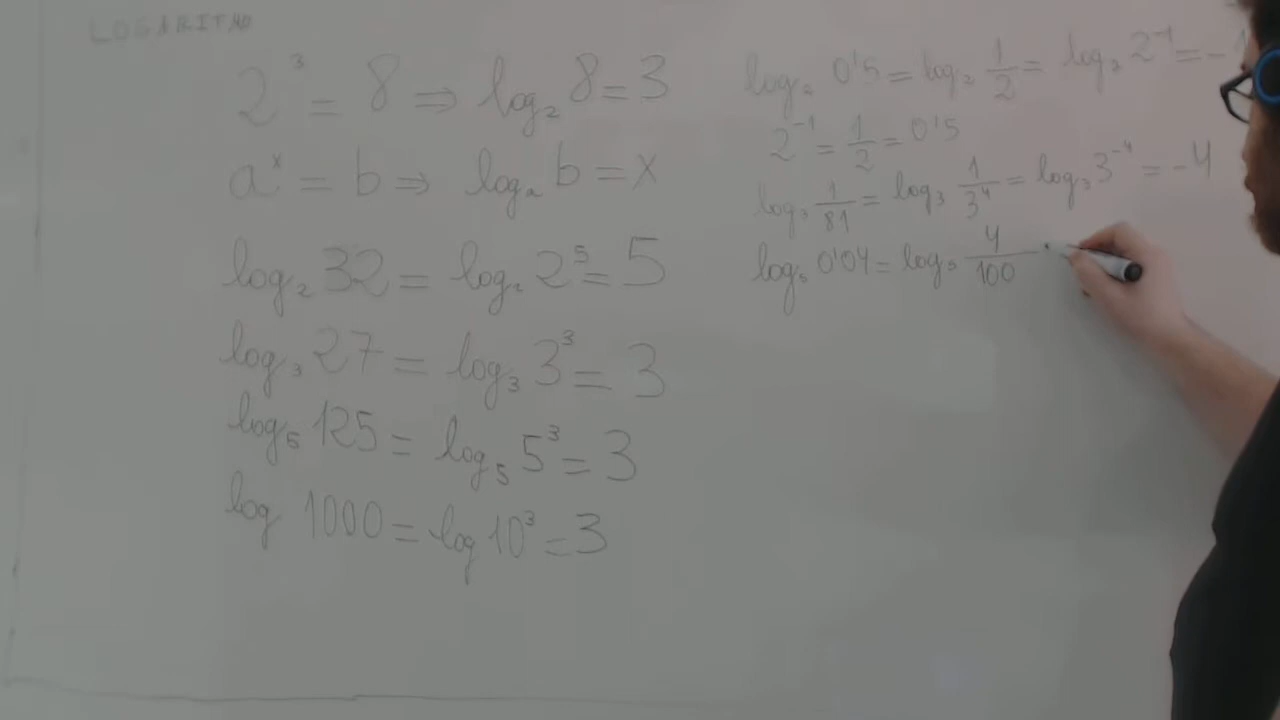 LOGARITMO
2³ = 8 ⇒ log₂ 8 = 3
aˣ = b ⇒ logₐ b = x
log₂ 32 = log₂ 2⁵ = 5
log₃ 27 = log₃ 3³ = 3
log₅ 125 = log₅ 5³ = 3
log 1000 = log 10³ = 3
log₂ 0'5 = log₂ 1/2 = log₂ 2⁻¹ = -1
2⁻¹ = 1/2 = 0'5
log₃ 1/81 = log₃ 1/3⁴ = log₃ 3⁻⁴ = -4
log₅ 0'04 = log₅ 4/100